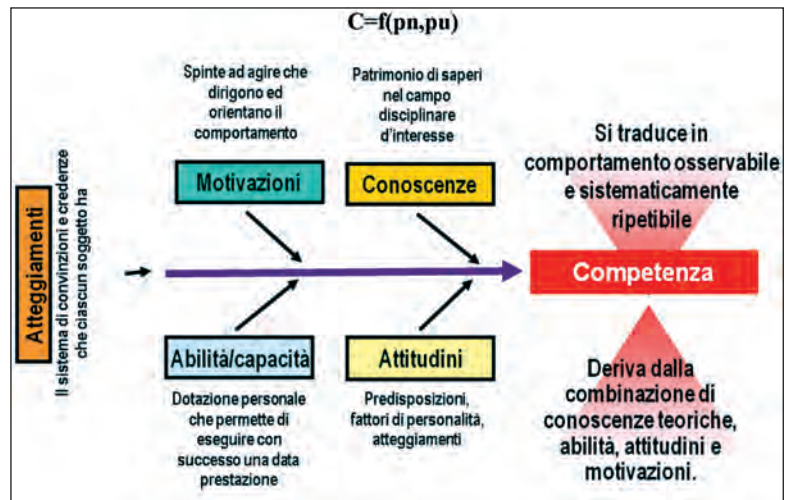 C=f(pn,pu)
Spinte ad agire che
dirigono ed
orientano il
comportamento
Motivazioni
Patrimonio di saperi
nel campo
disciplinare
d'interesse
Conoscenze
Si traduce in
comportamento osservabile
e sistematicamente
ripetibile
Competenza
Atteggiamenti
Il sistema di convinzioni e credenze
che ciascun soggetto ha
Abilità/capacità
Dotazione personale
che permette di
eseguire con
successo una data
prestazione
Attitudini
Predisposizioni,
fattori di personalità,
atteggiamenti
Deriva dalla
combinazione di
conoscenze teoriche,
abilità, attitudini e
motivazioni.